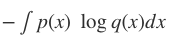 − ∫ p(x) log q(x)dx